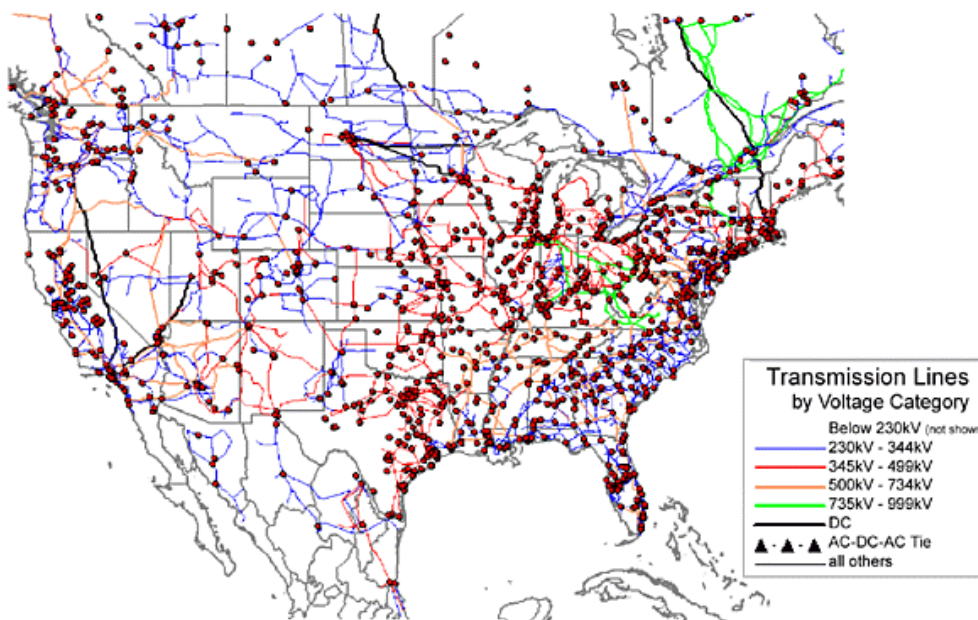 Transmission Lines
by Voltage Category
Below 230kV (not show
230kV - 344kV
345kV - 499kV
500kV - 734kV
735kV - 999kV
DC
AC-DC-AC Tie
all others